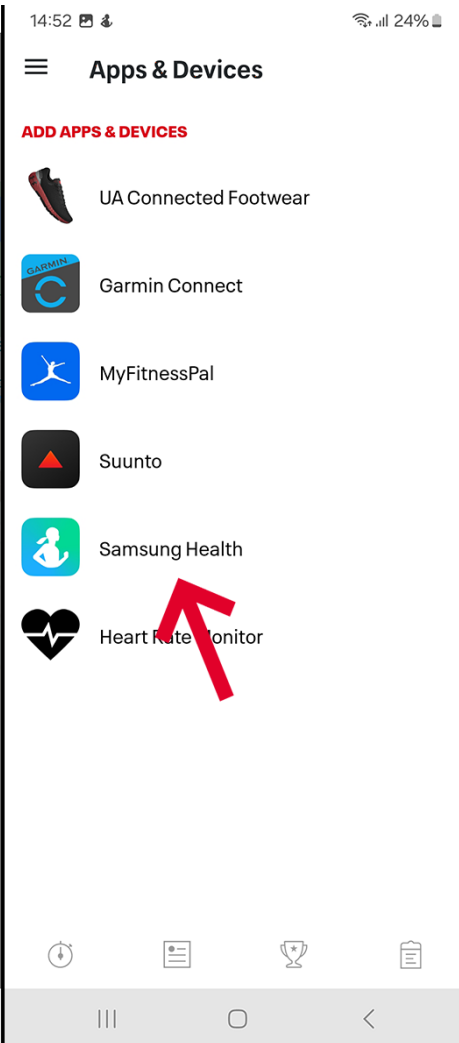 14:52 24%
Apps & Devices
ADD APPS & DEVICES
UA Connected Footwear
GARMIN
Garmin Connect
MyFitnessPal
Suunto
Samsung Health
Heart Rate Monitor